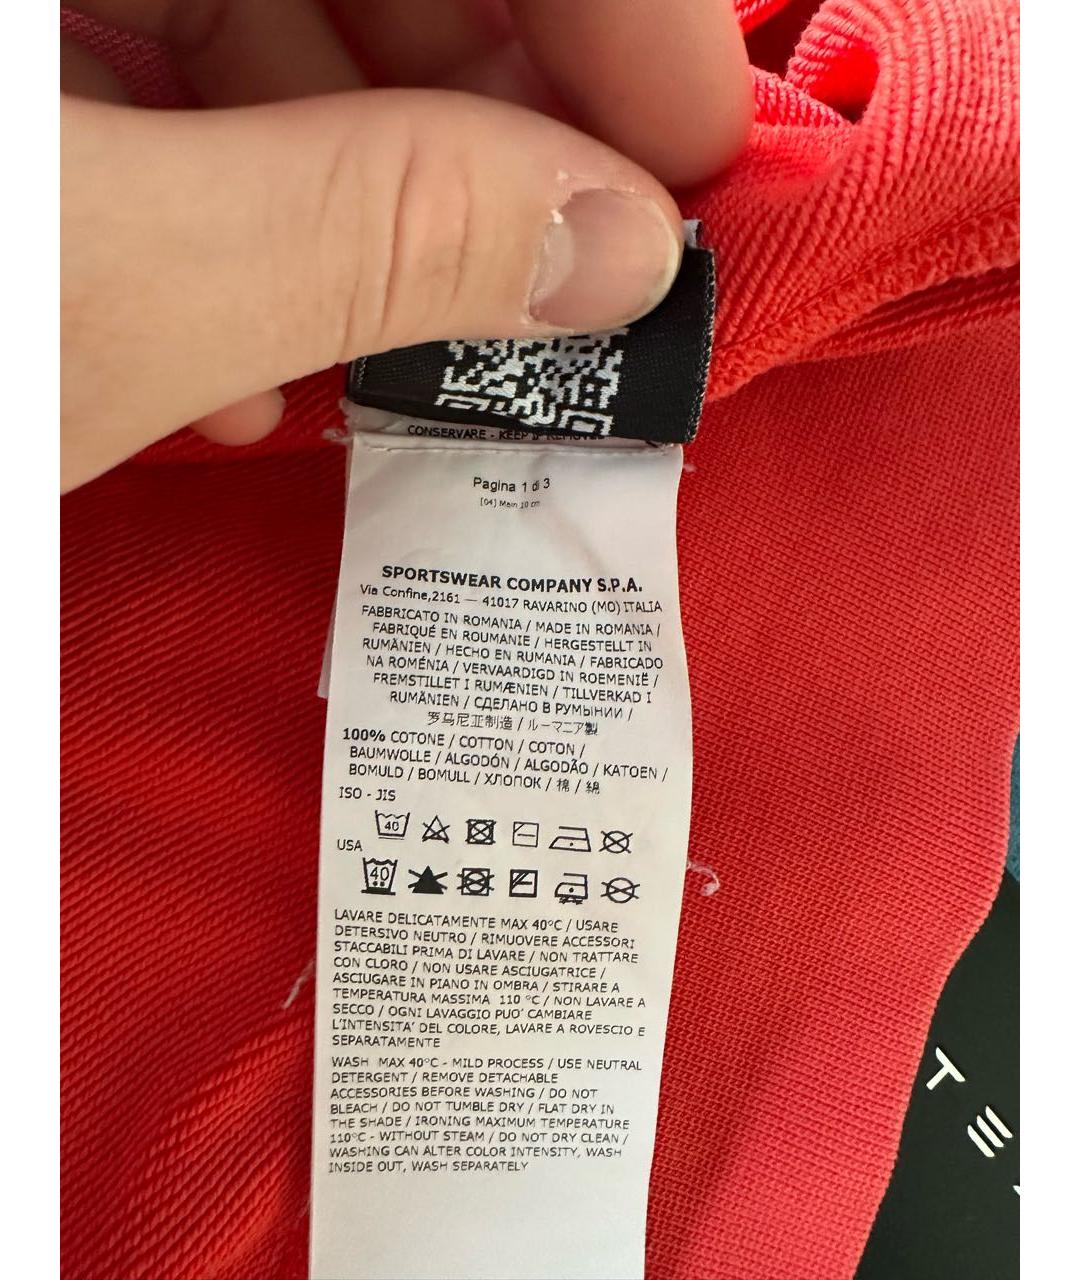 CONSERVARE - KEEP IF REMOVED
Pagina 1 di 3
[04] Main 10 cm
SPORTSWEAR COMPANY S.P.A.
Via Confine,2161 — 41017 RAVARINO (MO) ITALIA
FABBRICATO IN ROMANIA / MADE IN ROMANIA /
FABRIQUÉ EN ROUMANIE / HERGESTELLT IN
RUMÄNIEN / HECHO EN RUMANIA / FABRICADO
NA ROMÉNIA / VERVAARDIGD IN ROEMENIË /
FREMSTILLET I RUMÆNIEN / TILLVERKAD I
RUMÄNIEN / СДЕЛАНО В РУМЫНИИ /
罗马尼亚制造 / ルーマニア製
100% COTONE / COTTON / COTON /
BAUMWOLLE / ALGODÓN / ALGODÃO / KATOEN /
BOMULD / BOMULL / ХЛОПОК / 棉 / 綿
ISO - JIS
40
USA
40
LAVARE DELICATAMENTE MAX 40°C / USARE
DETERSIVO NEUTRO / RIMUOVERE ACCESSORI
STACCABILI PRIMA DI LAVARE / NON TRATTARE
CON CLORO / NON USARE ASCIUGATRICE /
ASCIUGARE IN PIANO IN OMBRA / STIRARE A
TEMPERATURA MASSIMA 110 °C / NON LAVARE A
SECCO / OGNI LAVAGGIO PUO' CAMBIARE
L'INTENSITA' DEL COLORE, LAVARE A ROVESCIO E
SEPARATAMENTE
WASH MAX 40°C - MILD PROCESS / USE NEUTRAL
DETERGENT / REMOVE DETACHABLE
ACCESSORIES BEFORE WASHING / DO NOT
BLEACH / DO NOT TUMBLE DRY / FLAT DRY IN
THE SHADE / IRONING MAXIMUM TEMPERATURE
110°C - WITHOUT STEAM / DO NOT DRY CLEAN /
WASHING CAN ALTER COLOR INTENSITY, WASH
INSIDE OUT, WASH SEPARATELY